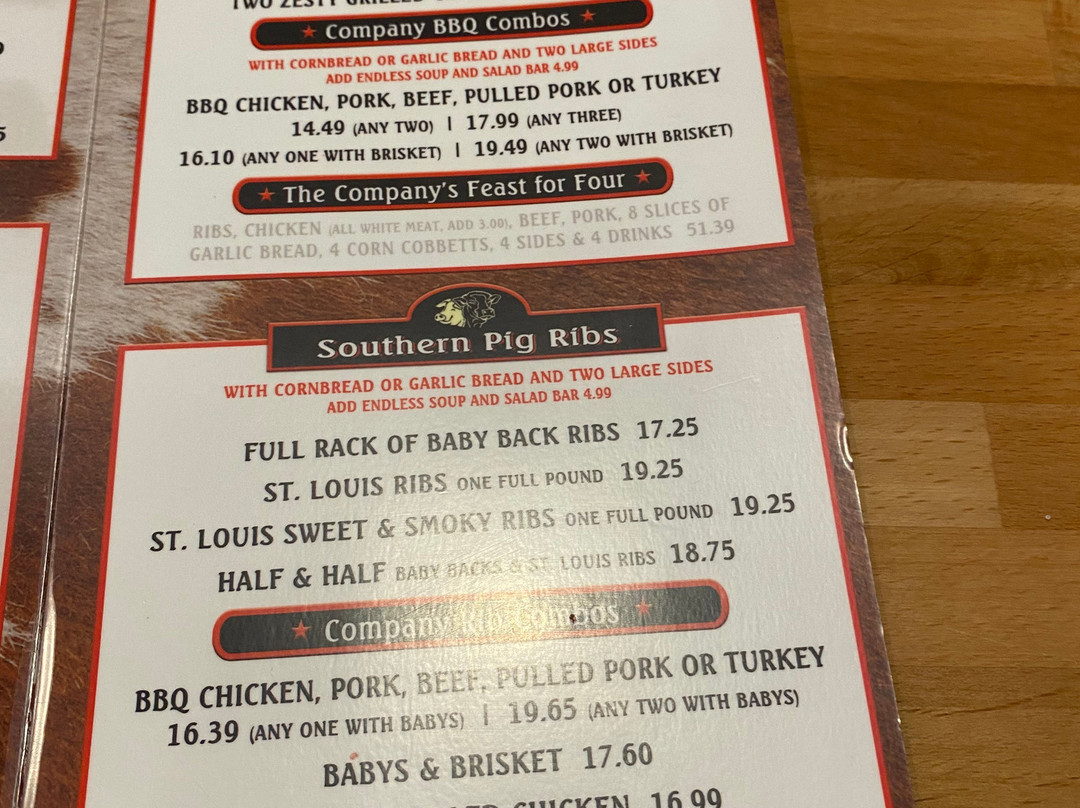 TWO ZESTY GRILLED
★ Company BBQ Combos ★
WITH CORNBREAD OR GARLIC BREAD AND TWO LARGE SIDES
ADD ENDLESS SOUP AND SALAD BAR 4.99
BBQ CHICKEN, PORK, BEEF, PULLED PORK OR TURKEY
14.49 (ANY TWO) | 17.99 (ANY THREE)
16.10 (ANY ONE WITH BRISKET) | 19.49 (ANY TWO WITH BRISKET)
★ The Company's Feast for Four ★
RIBS, CHICKEN (ALL WHITE MEAT, ADD 3.00), BEEF, PORK, 8 SLICES OF
GARLIC BREAD, 4 CORN COBBETTS, 4 SIDES & 4 DRINKS 51.39
Southern Pig Ribs
WITH CORNBREAD OR GARLIC BREAD AND TWO LARGE SIDES
ADD ENDLESS SOUP AND SALAD BAR 4.99
FULL RACK OF BABY BACK RIBS 17.25
ST. LOUIS RIBS ONE FULL POUND 19.25
ST. LOUIS SWEET & SMOKY RIBS ONE FULL POUND 19.25
HALF & HALF BABY BACKS & ST. LOUIS RIBS 18.75
★ Company Rib Combos ★
BBQ CHICKEN, PORK, BEEF, PULLED PORK OR TURKEY
16.39 (ANY ONE WITH BABYS) | 19.65 (ANY TWO WITH BABYS)
BABYS & BRISKET 17.60
CHICKEN 16.99